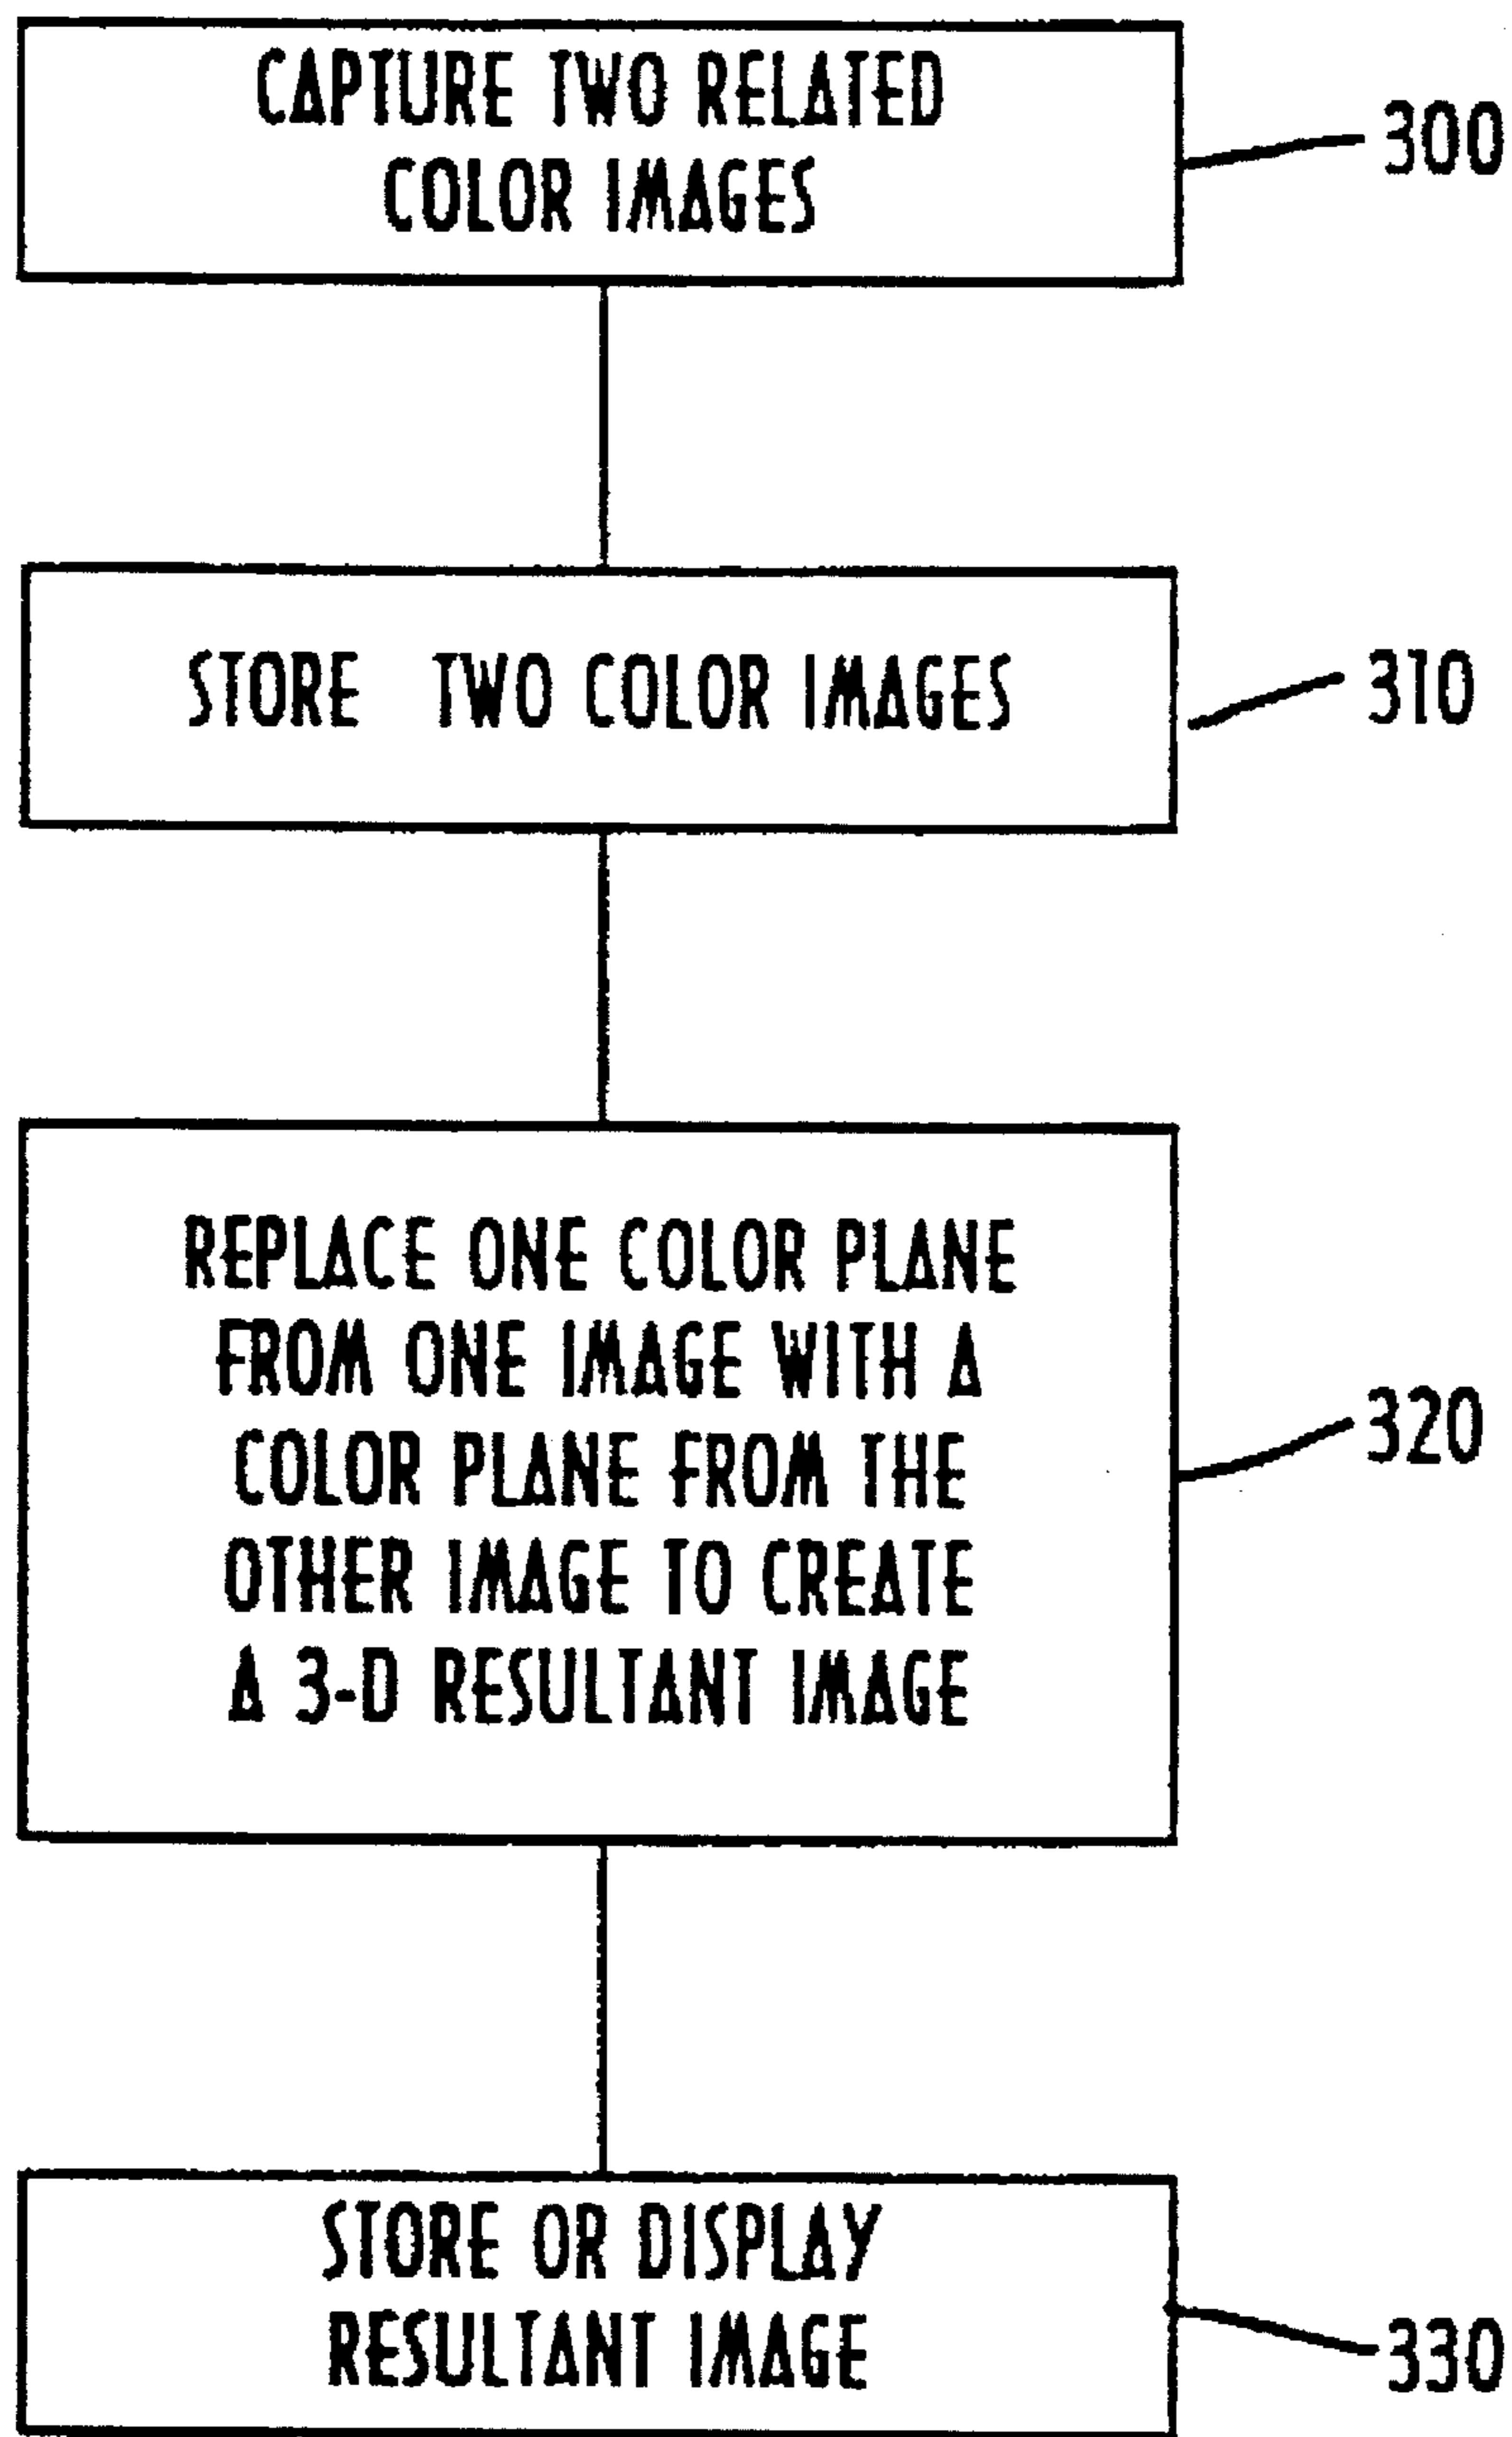 CAPTURE TWO RELATED
COLOR IMAGES
300
STORE TWO COLOR IMAGES
310
REPLACE ONE COLOR PLANE
FROM ONE IMAGE WITH A
COLOR PLANE FROM THE
OTHER IMAGE TO CREATE
A 3-D RESULTANT IMAGE
320
STORE OR DISPLAY
RESULTANT IMAGE
330